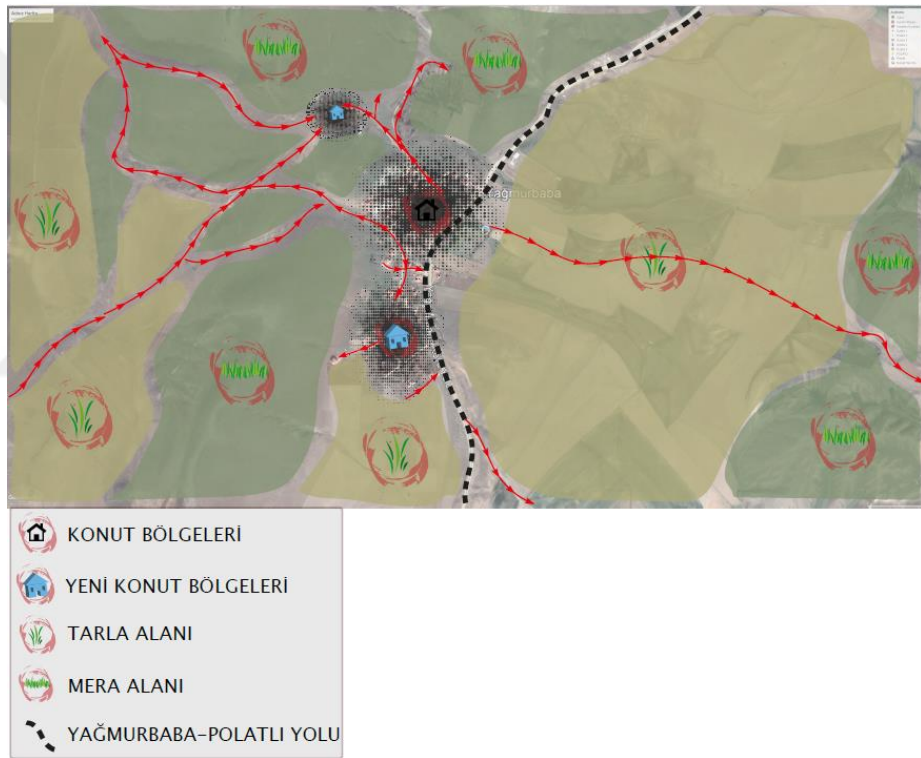 Yağmurbaba
KONUT BÖLGELERİ
YENİ KONUT BÖLGELERİ
TARLA ALANI
MERA ALANI
YAĞMURBABA-POLATLI YOLU